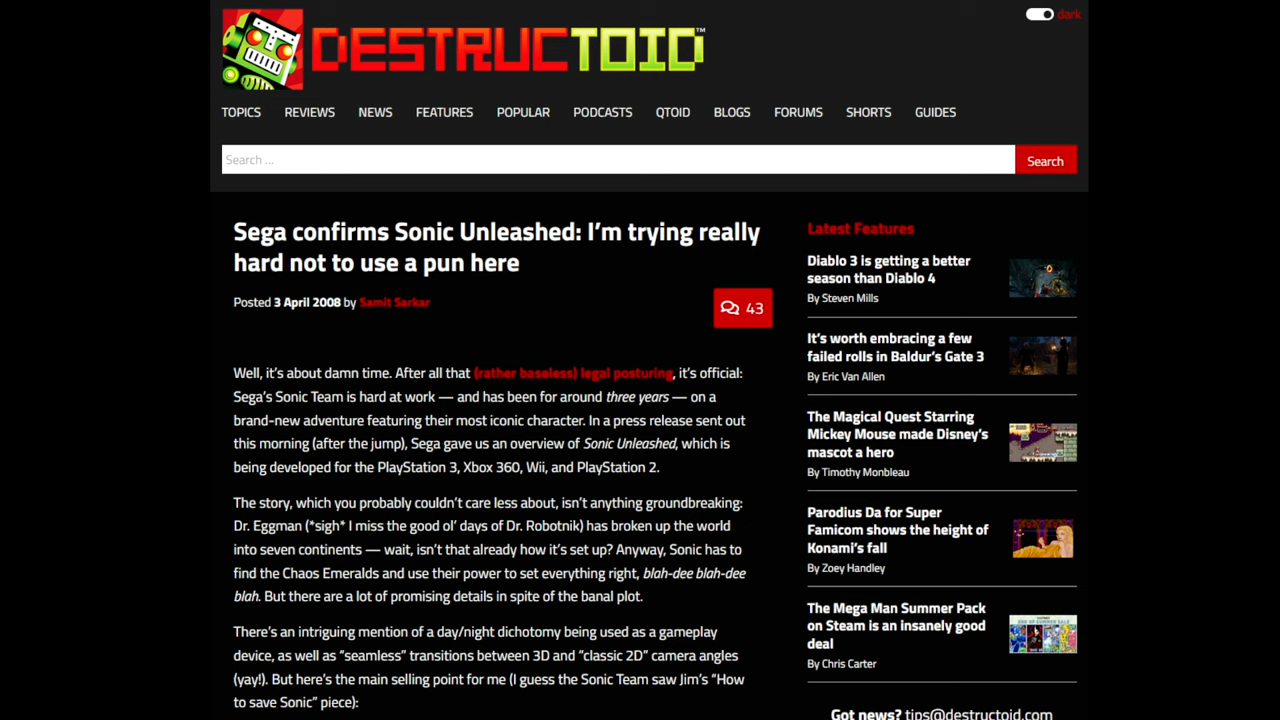 dark
DESTRUCTOID™
TOPICS REVIEWS NEWS FEATURES POPULAR PODCASTS QTOID BLOGS FORUMS SHORTS GUIDES
Search ...
Search
Sega confirms Sonic Unleashed: I’m trying really
hard not to use a pun here
Posted 3 April 2008 by Samit Sarkar
43
Well, it’s about damn time. After all that (rather baseless) legal posturing, it’s official:
Sega’s Sonic Team is hard at work — and has been for around three years — on a
brand-new adventure featuring their most iconic character. In a press release sent out
this morning (after the jump), Sega gave us an overview of Sonic Unleashed, which is
being developed for the PlayStation 3, Xbox 360, Wii, and PlayStation 2.
The story, which you probably couldn’t care less about, isn’t anything groundbreaking:
Dr. Eggman (*sigh* I miss the good ol’ days of Dr. Robotnik) has broken up the world
into seven continents — wait, isn’t that already how it’s set up? Anyway, Sonic has to
find the Chaos Emeralds and use their power to set everything right, blah-dee blah-dee
blah. But there are a lot of promising details in spite of the banal plot.
There’s an intriguing mention of a day/night dichotomy being used as a gameplay
device, as well as “seamless” transitions between 3D and “classic 2D” camera angles
(yay!). But here’s the main selling point for me (I guess the Sonic Team saw Jim’s “How
to save Sonic” piece):
Latest Features
Diablo 3 is getting a better
season than Diablo 4
By Steven Mills
It’s worth embracing a few
failed rolls in Baldur’s Gate 3
By Eric Van Allen
The Magical Quest Starring
Mickey Mouse made Disney’s
mascot a hero
By Timothy Monbleau
Parodius Da for Super
Famicom shows the height of
Konami’s fall
By Zoey Handley
The Mega Man Summer Pack
on Steam is an insanely good
deal
By Chris Carter
Got news? tips@destructoid.com